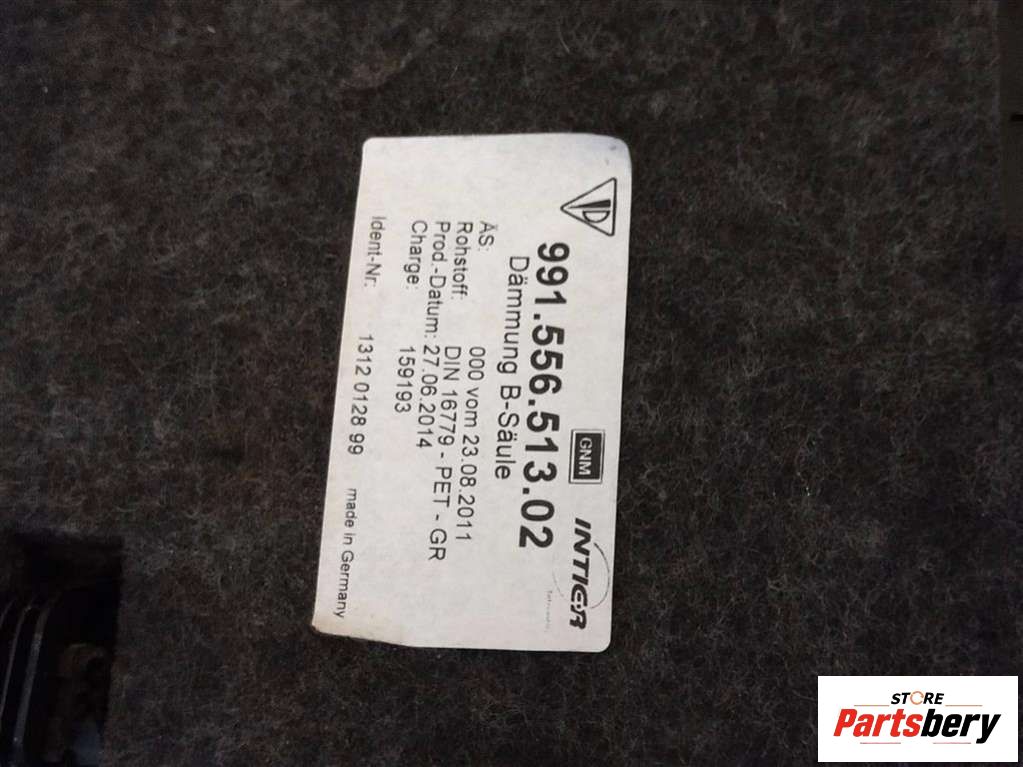 GNM
INTIER
991.556.513.02
Dämmung B-Säule
ÄS: 000 vom 23.08.2011
Rohstoff: DIN 16779 - PET - GR
Prod.-Datum: 27.06.2014
Charge: 159193
Ident-Nr: 1312 0128 99 made in Germany
STORE
Partsbery